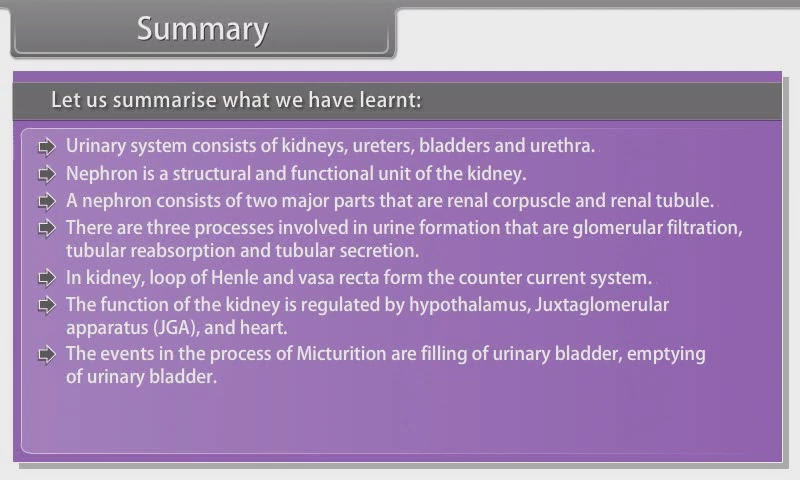 Summary
Let us summarise what we have learnt:
Urinary system consists of kidneys, ureters, bladders and urethra.
Nephron is a structural and functional unit of the kidney.
A nephron consists of two major parts that are renal corpuscle and renal tubule.
There are three processes involved in urine formation that are glomerular filtration,
tubular reabsorption and tubular secretion.
In kidney, loop of Henle and vasa recta form the counter current system.
The function of the kidney is regulated by hypothalamus, Juxtaglomerular
apparatus (JGA), and heart.
The events in the process of Micturition are filling of urinary bladder, emptying
of urinary bladder.